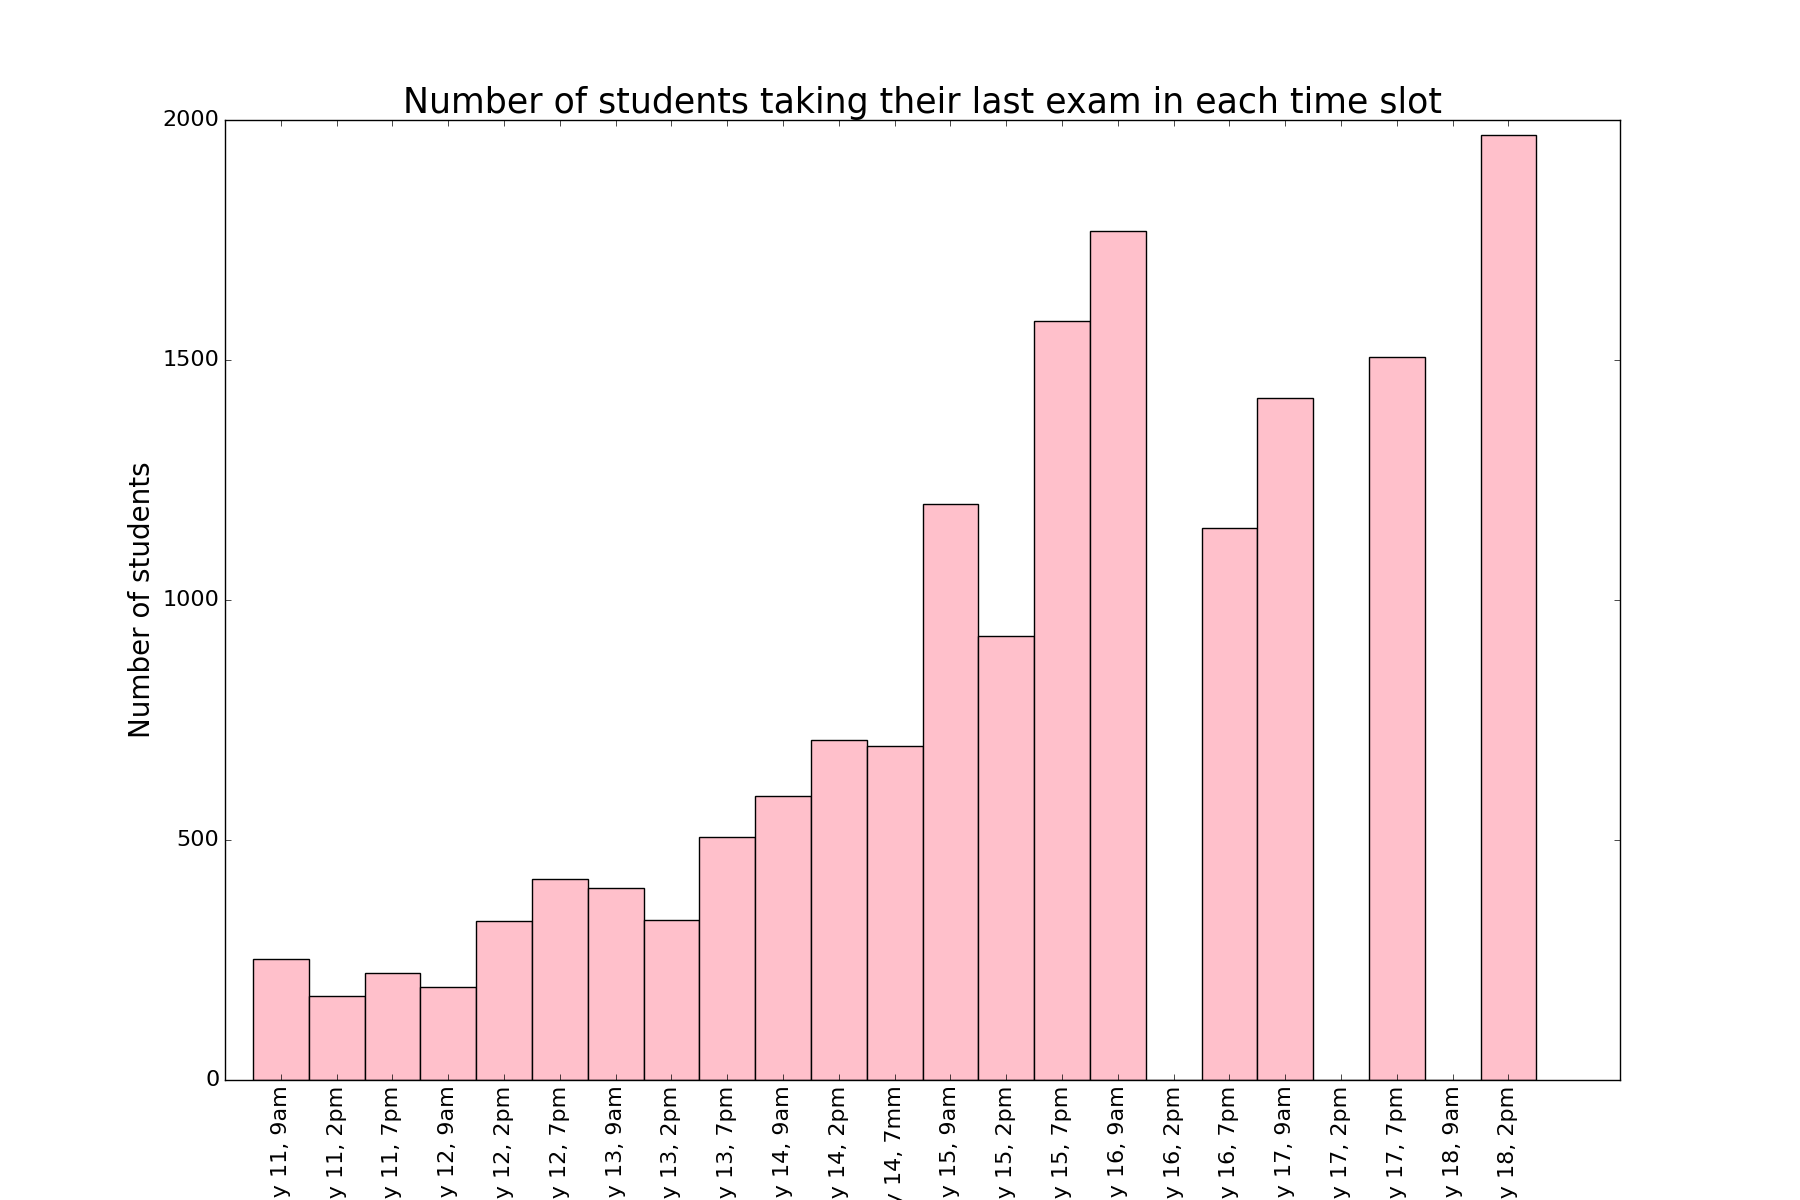 Number of students taking their last exam in each time slot
Number of students
2000
1500
1000
500
0
y 11, 9am
y 11, 2pm
y 11, 7pm
y 12, 9am
y 12, 2pm
y 12, 7pm
y 13, 9am
y 13, 2pm
y 13, 7pm
y 14, 9am
y 14, 2pm
y 14, 7mm
y 15, 9am
y 15, 2pm
y 15, 7pm
y 16, 9am
y 16, 2pm
y 16, 7pm
y 17, 9am
y 17, 2pm
y 17, 7pm
y 18, 9am
y 18, 2pm